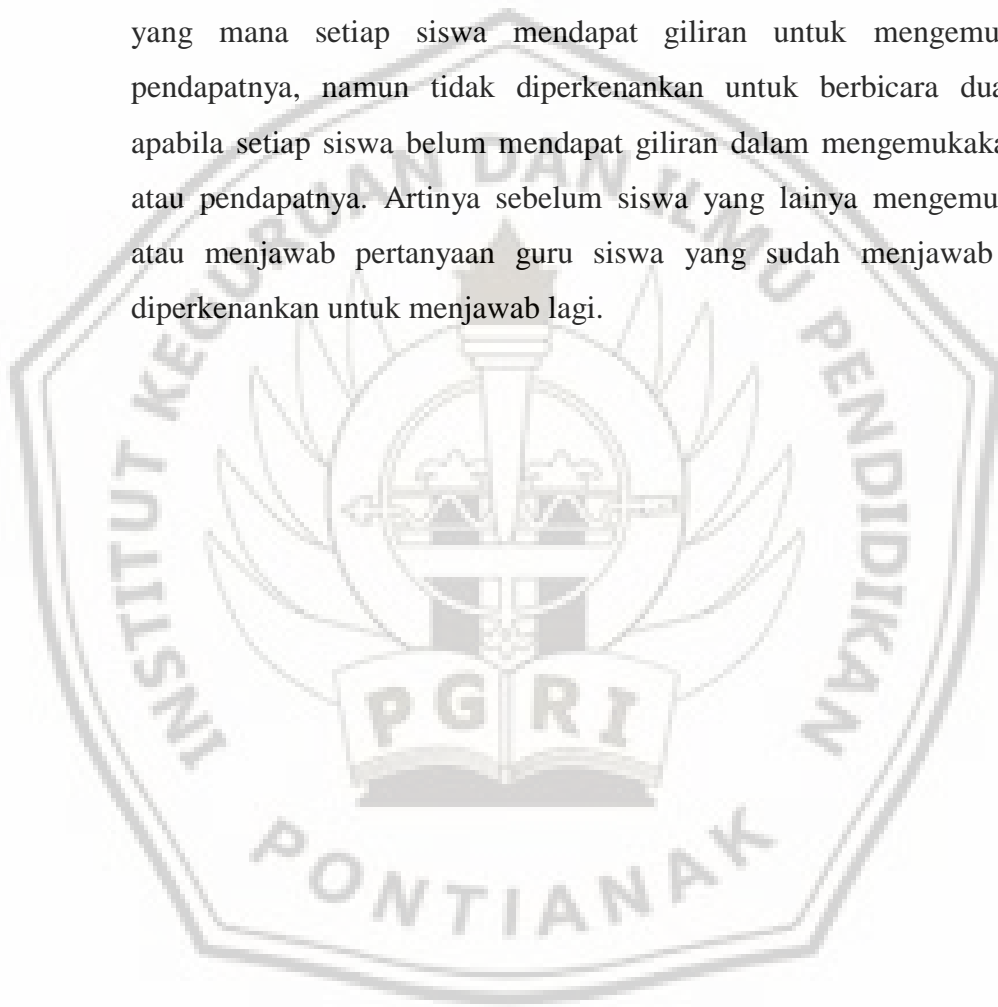 yang mana setiap siswa mendapat giliran untuk mengemu
pendapatnya, namun tidak diperkenankan untuk berbicara dua
apabila setiap siswa belum mendapat giliran dalam mengemukaka
atau pendapatnya. Artinya sebelum siswa yang lainya mengemu
atau menjawab pertanyaan guru siswa yang sudah menjawab
diperkenankan untuk menjawab lagi.
INSTITUT KEGURUAN DAN ILMU PENDIDIKAN
PGRI
PONTIANAK